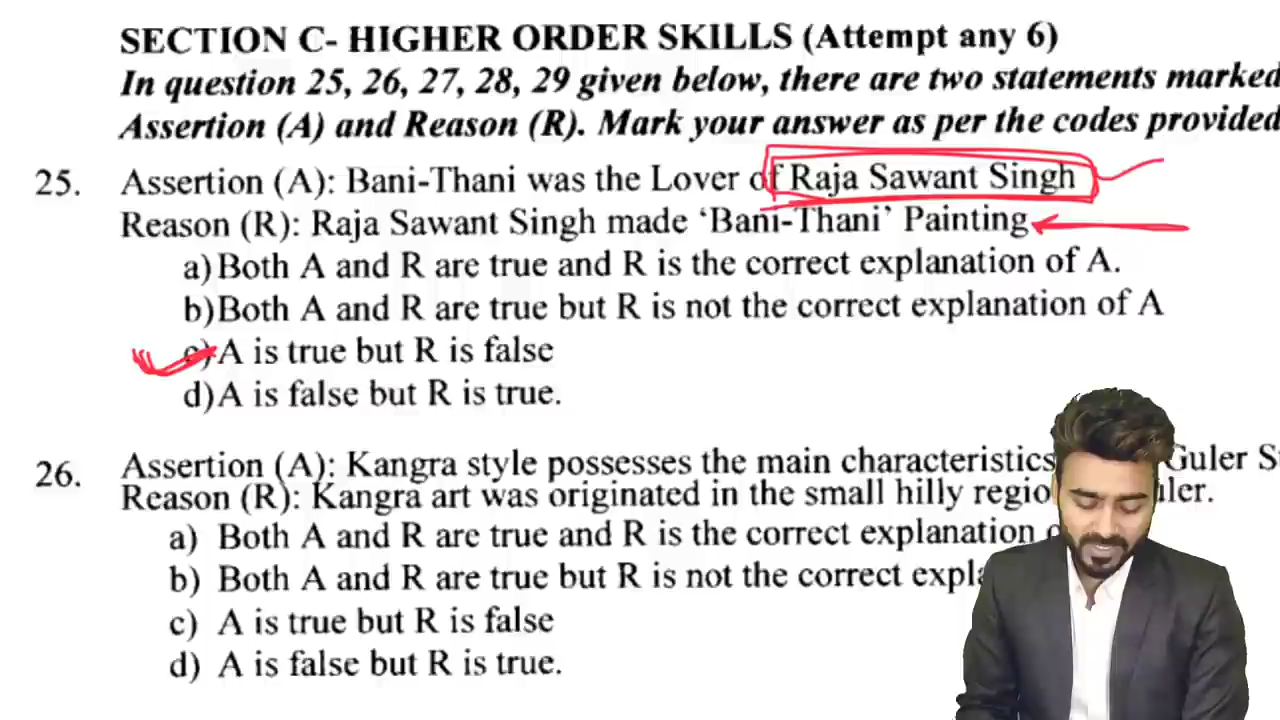 SECTION C- HIGHER ORDER SKILLS (Attempt any 6)
In question 25, 26, 27, 28, 29 given below, there are two statements marked
Assertion (A) and Reason (R). Mark your answer as per the codes provided
25. Assertion (A): Bani-Thani was the Lover of Raja Sawant Singh
Reason (R): Raja Sawant Singh made ‘Bani-Thani’ Painting
a) Both A and R are true and R is the correct explanation of A.
b) Both A and R are true but R is not the correct explanation of A
c) A is true but R is false
d) A is false but R is true.
26. Assertion (A): Kangra style possesses the main characteristics Guler
Reason (R): Kangra art was originated in the small hilly
a) Both A and R are true and R is the correct explanation
b) Both A and R are true but R is not the correct
c) A is true but R is false
d) A is false but R is true.